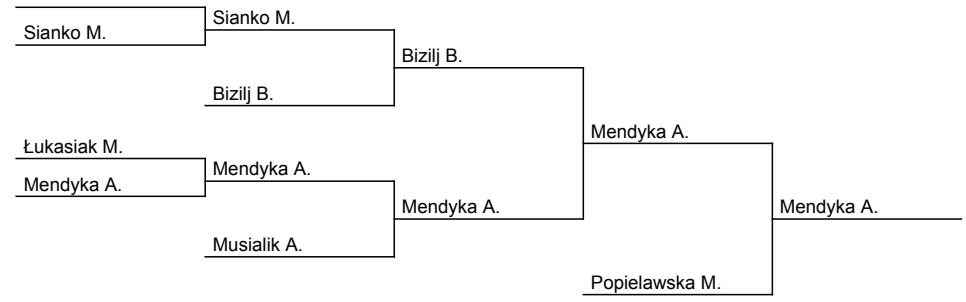 Sianko M.
Sianko M.
Bizilj B.
Bizilj B.
Łukasiak M.
Mendyka A.
Mendyka A.
Musialik A.
Mendyka A.
Mendyka A.
Popielawska M.
Mendyka A.